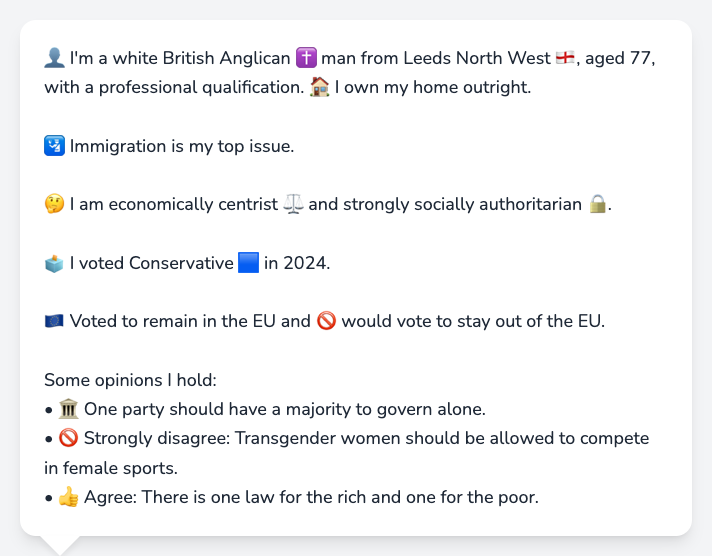 👤 I'm a white British Anglican ✝️ man from Leeds North West 🏴󠁧󠁢󠁥󠁮󠁧󠁿, aged 77,
with a professional qualification. 🏠 I own my home outright.
🛂 Immigration is my top issue.
🤔 I am economically centrist ⚖️ and strongly socially authoritarian 🔒.
🗳️ I voted Conservative 🟦 in 2024.
🇪🇺 Voted to remain in the EU and 🚫 would vote to stay out of the EU.
Some opinions I hold:
• 🏛️ One party should have a majority to govern alone.
• 🚫 Strongly disagree: Transgender women should be allowed to compete
in female sports.
• 👍 Agree: There is one law for the rich and one for the poor.